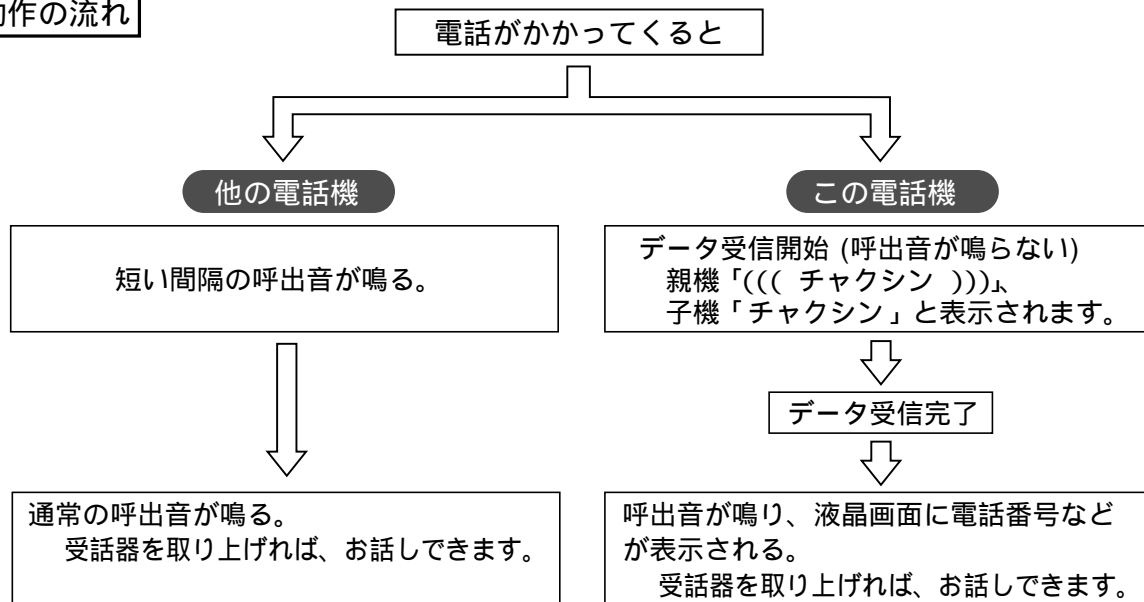 動作の流れ
電話がかかってくると
他の電話機
この電話機
短い間隔の呼出音が鳴る。
データ受信開始 (呼出音が鳴らない)
親機「((( チャクシン )))」、
子機「チャクシン」と表示されます。
データ受信完了
通常の呼出音が鳴る。
受話器を取り上げれば、お話しできます。
呼出音が鳴り、液晶画面に電話番号など
が表示される。
受話器を取り上げれば、お話しできます。